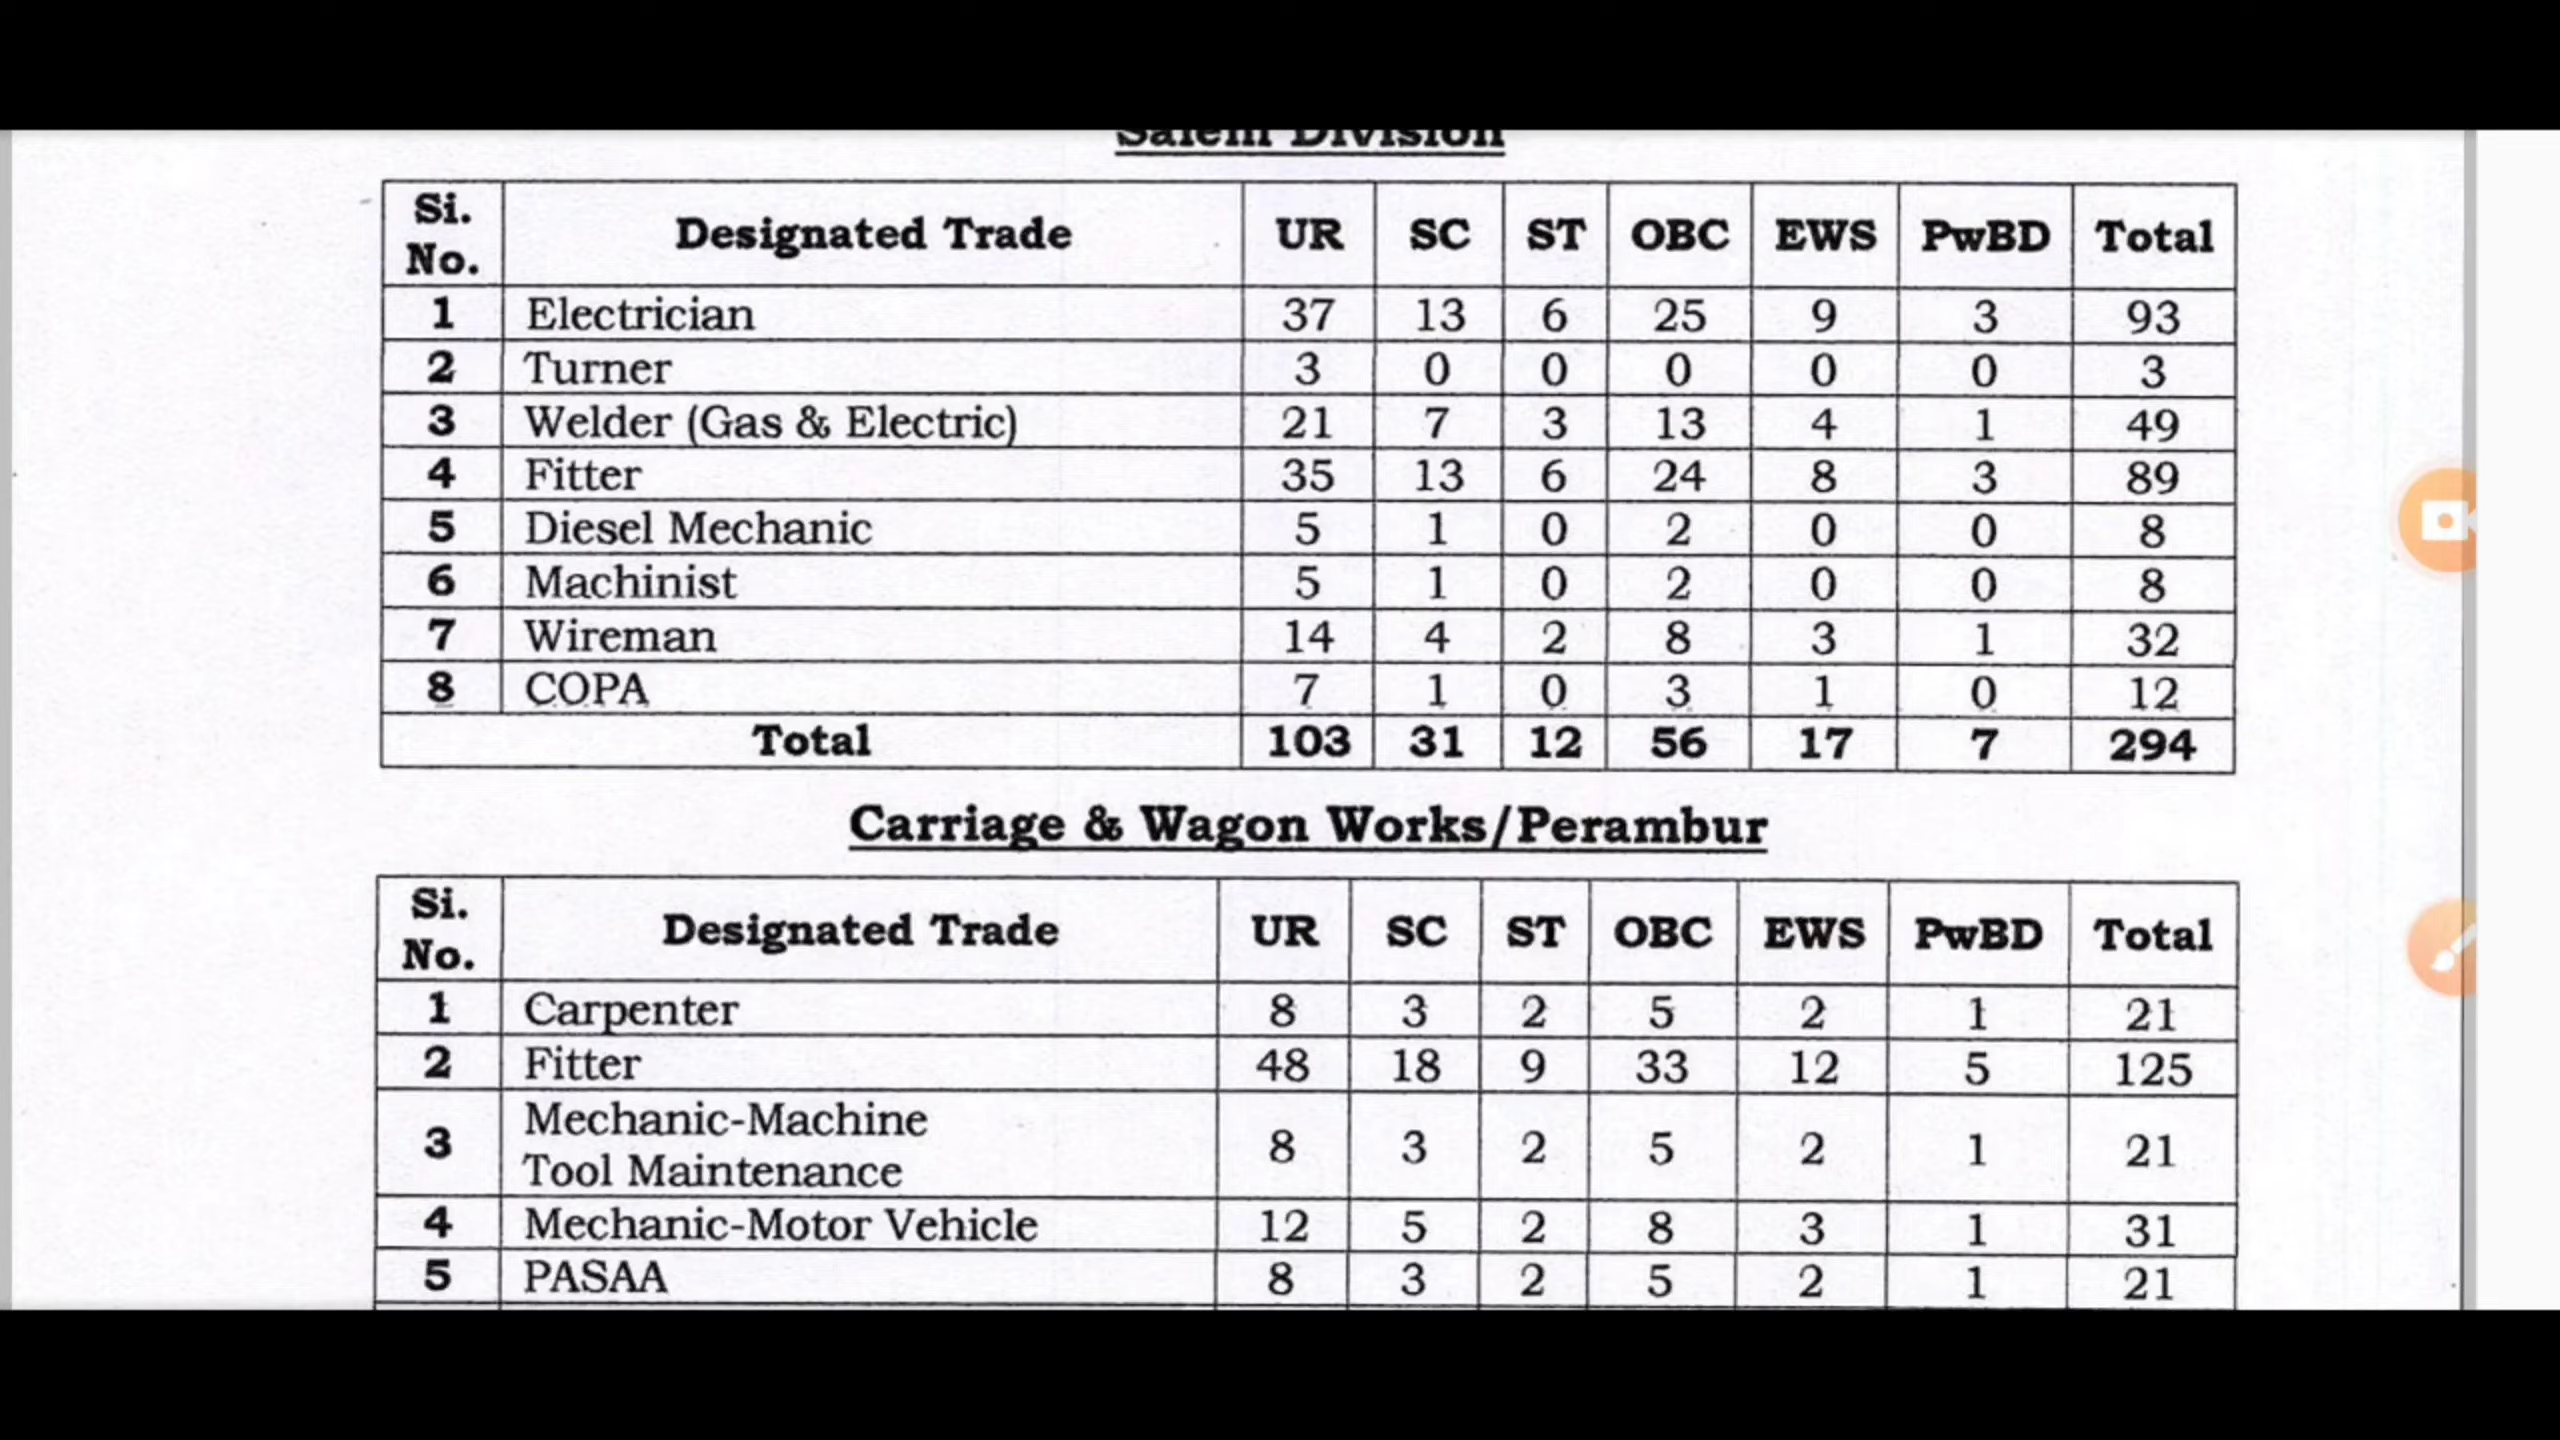 Salem Division
Si. No. Designated Trade UR SC ST OBC EWS PwBD Total
1 Electrician 37 13 6 25 9 3 93
2 Turner 3 0 0 0 0 0 3
3 Welder (Gas & Electric) 21 7 3 13 4 1 49
4 Fitter 35 13 6 24 8 3 89
5 Diesel Mechanic 5 1 0 2 0 0 8
6 Machinist 5 1 0 2 0 0 8
7 Wireman 14 4 2 8 3 1 32
8 COPA 7 1 0 3 1 0 12
Total 103 31 12 56 17 7 294
Carriage & Wagon Works/Perambur
Si. No. Designated Trade UR SC ST OBC EWS PwBD Total
1 Carpenter 8 3 2 5 2 1 21
2 Fitter 48 18 9 33 12 5 125
3 Mechanic-Machine Tool Maintenance 8 3 2 5 2 1 21
4 Mechanic-Motor Vehicle 12 5 2 8 3 1 31
5 PASAA 8 3 2 5 2 1 21